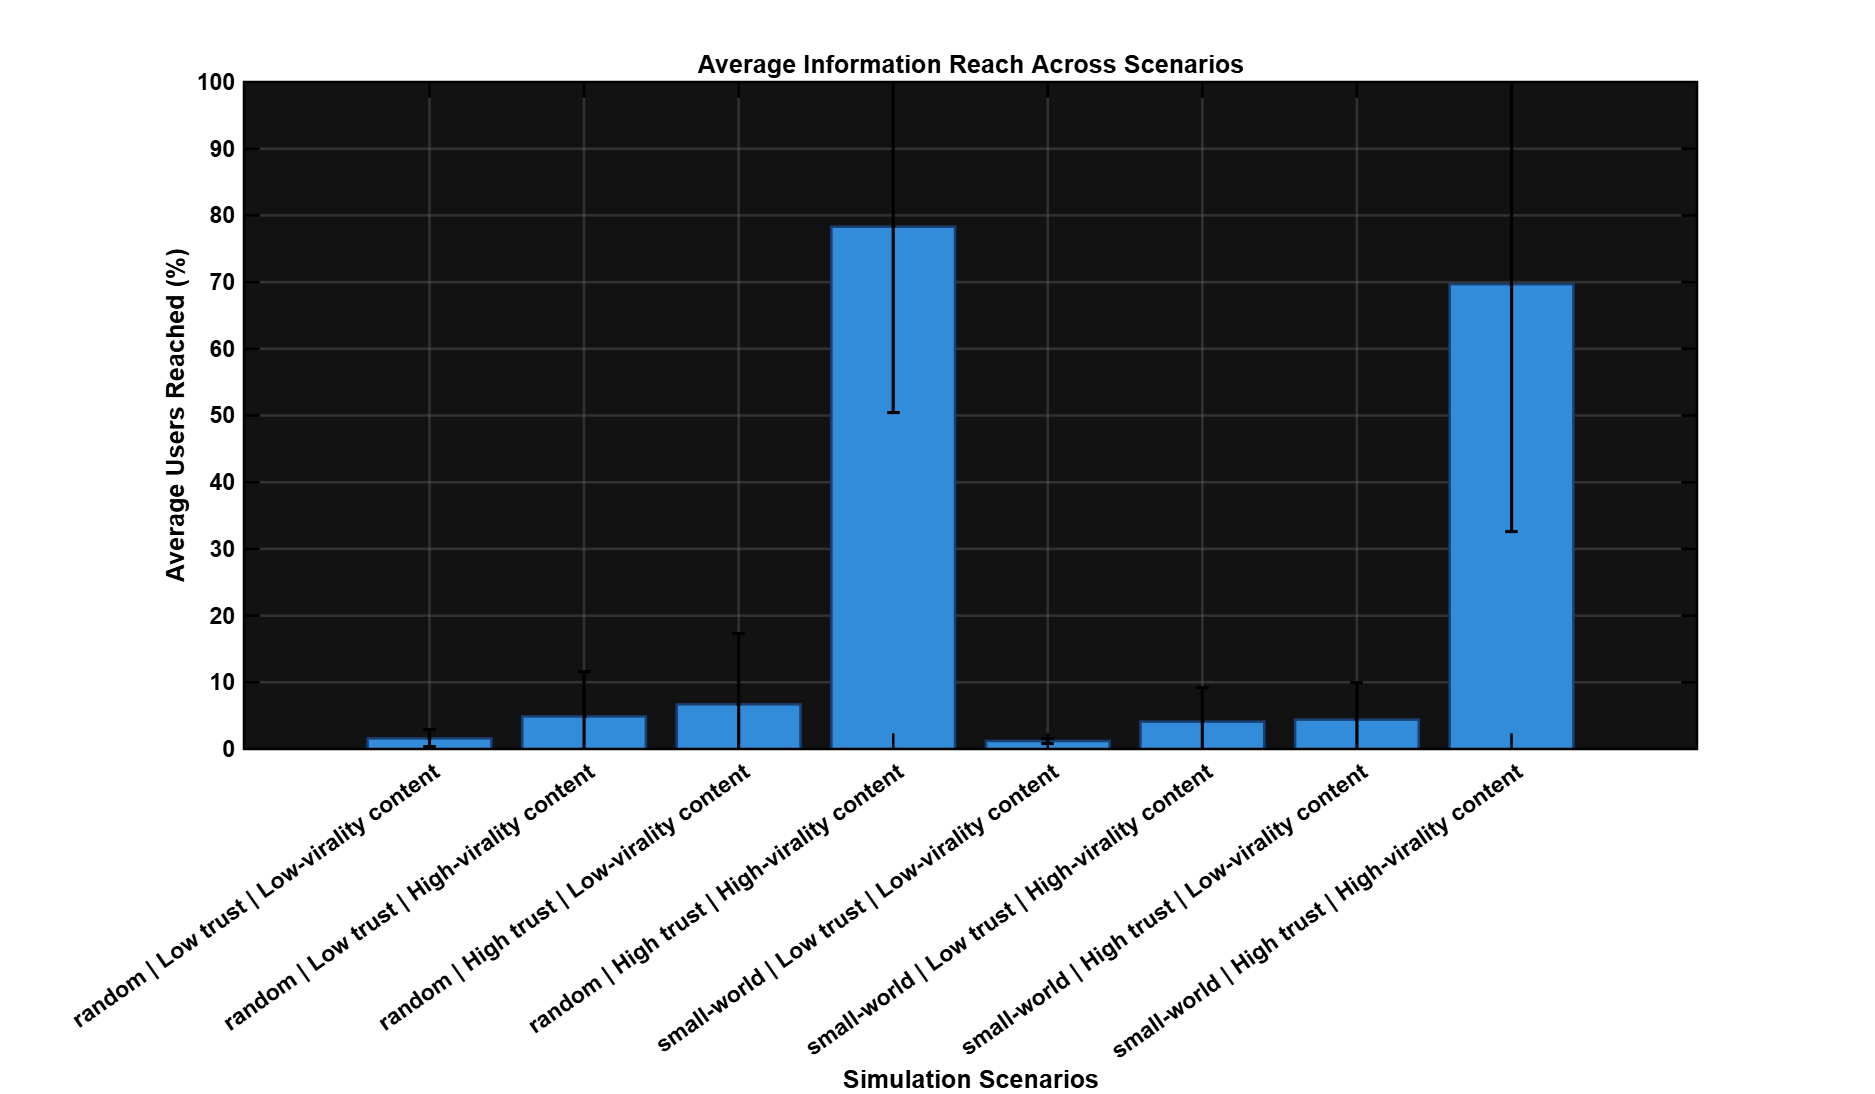 Average Information Reach Across Scenarios
Average Users Reached (%)
100
90
80
70
60
50
40
30
20
10
0
random | Low trust | Low-virality content
random | Low trust | High-virality content
random | High trust | Low-virality content
random | High trust | High-virality content
small-world | Low trust | Low-virality content
small-world | Low trust | High-virality content
small-world | High trust | Low-virality content
small-world | High trust | High-virality content
Simulation Scenarios